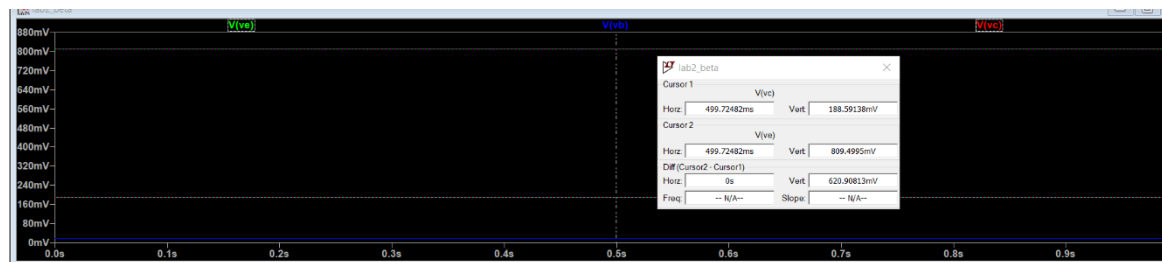 lab2_beta
V(ve) V(vb) V(vc)
880mV
800mV
720mV
640mV
560mV
480mV
400mV
320mV
240mV
160mV
80mV
0mV
0.0s 0.1s 0.2s 0.3s 0.4s 0.5s 0.6s 0.7s 0.8s 0.9s
lab2_beta
Cursor 1
V(vc)
Horz: 499.72482ms Vert: 188.59138mV
Cursor 2
V(ve)
Horz: 499.72482ms Vert: 809.4995mV
Diff (Cursor2 - Cursor1)
Horz: 0s Vert: 620.90813mV
Freq: -- N/A-- Slope: -- N/A--